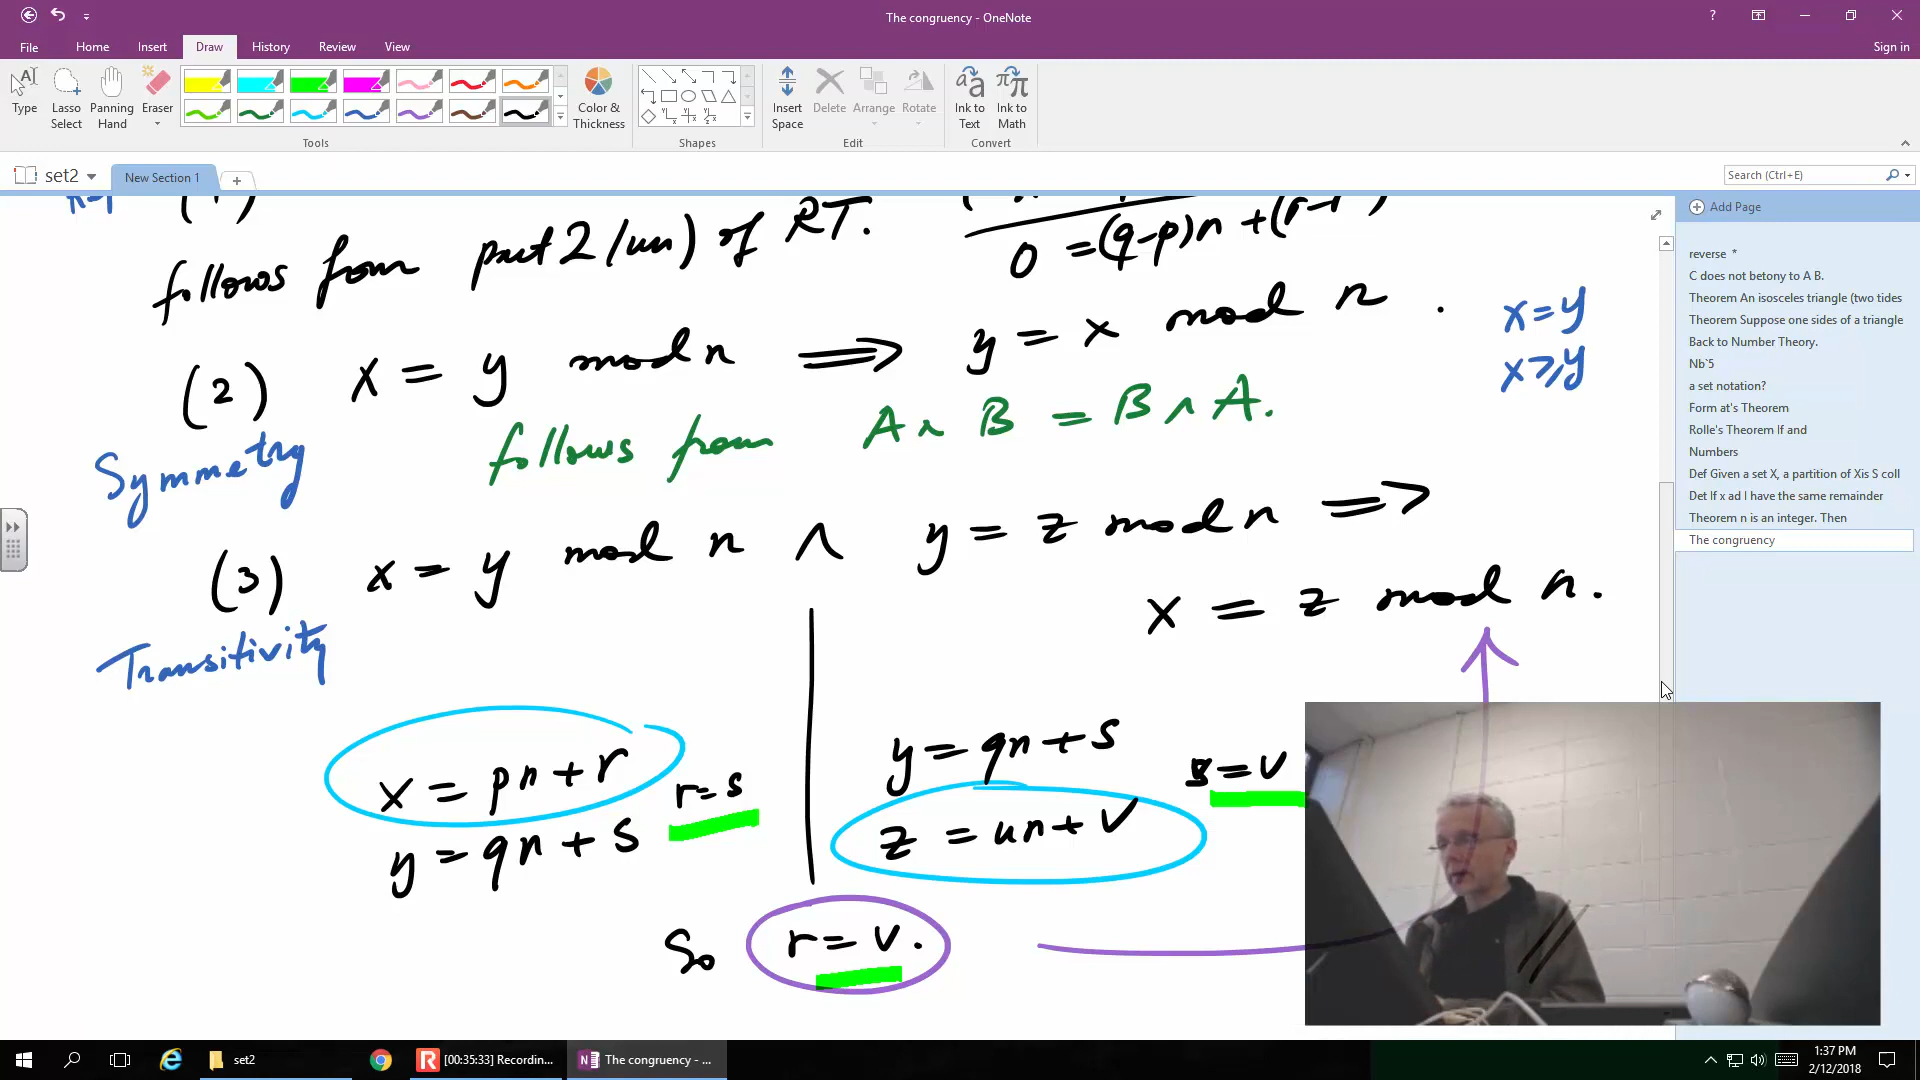 The congruency - OneNote
File Home Insert Draw History Review View Sign in
Type Lasso Select Panning Hand Eraser Color & Thickness Insert Space Delete Arrange Rotate Ink to Text Ink to Math
Tools Shapes Edit Convert
set2 New Section 1 Search (Ctrl+E)
Add Page
reverse *
C does not betony to A B.
Theorem An isosceles triangle (two tides
Theorem Suppose one sides of a triangle
Back to Number Theory.
Nb`5
a set notation?
Form at's Theorem
Rolle's Theorem If and
Numbers
Def Given a set X, a partition of Xis S coll
Det If x ad I have the same remainder
Theorem n is an integer. Then
The congruency
follows from part 2 (un) of RT.
0 = (q-p)n + (r-r
(2) x = y mod n ⟹ y = x mod n .
x = y
x ⩾ y
Symmetry
follows from A ∧ B = B ∧ A.
(3) x = y mod n ∧ y = z mod n ⟹
x = z mod n.
Transitivity
x = pn + r
y = qn + s
r = s
y = qn + s
z = un + v
s = v
So r = v.
set2 [00:35:33] Recordin... The congruency - ...
1:37 PM
2/12/2018